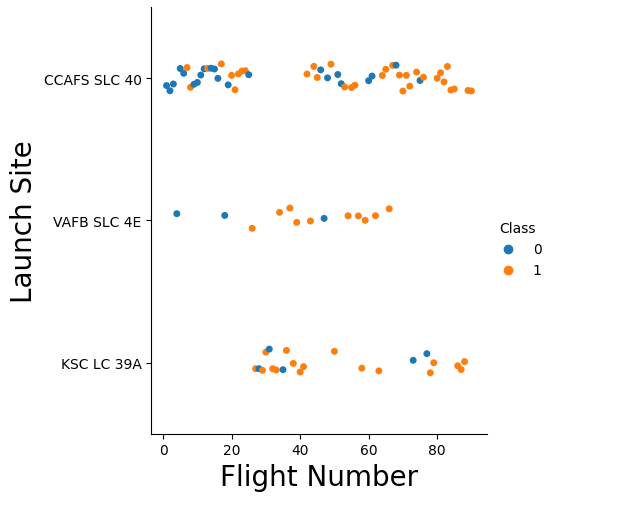 CCAFS SLC 40
VAFB SLC 4E
KSC LC 39A
Launch Site
0 20 40 60 80
Flight Number
Class
0
1